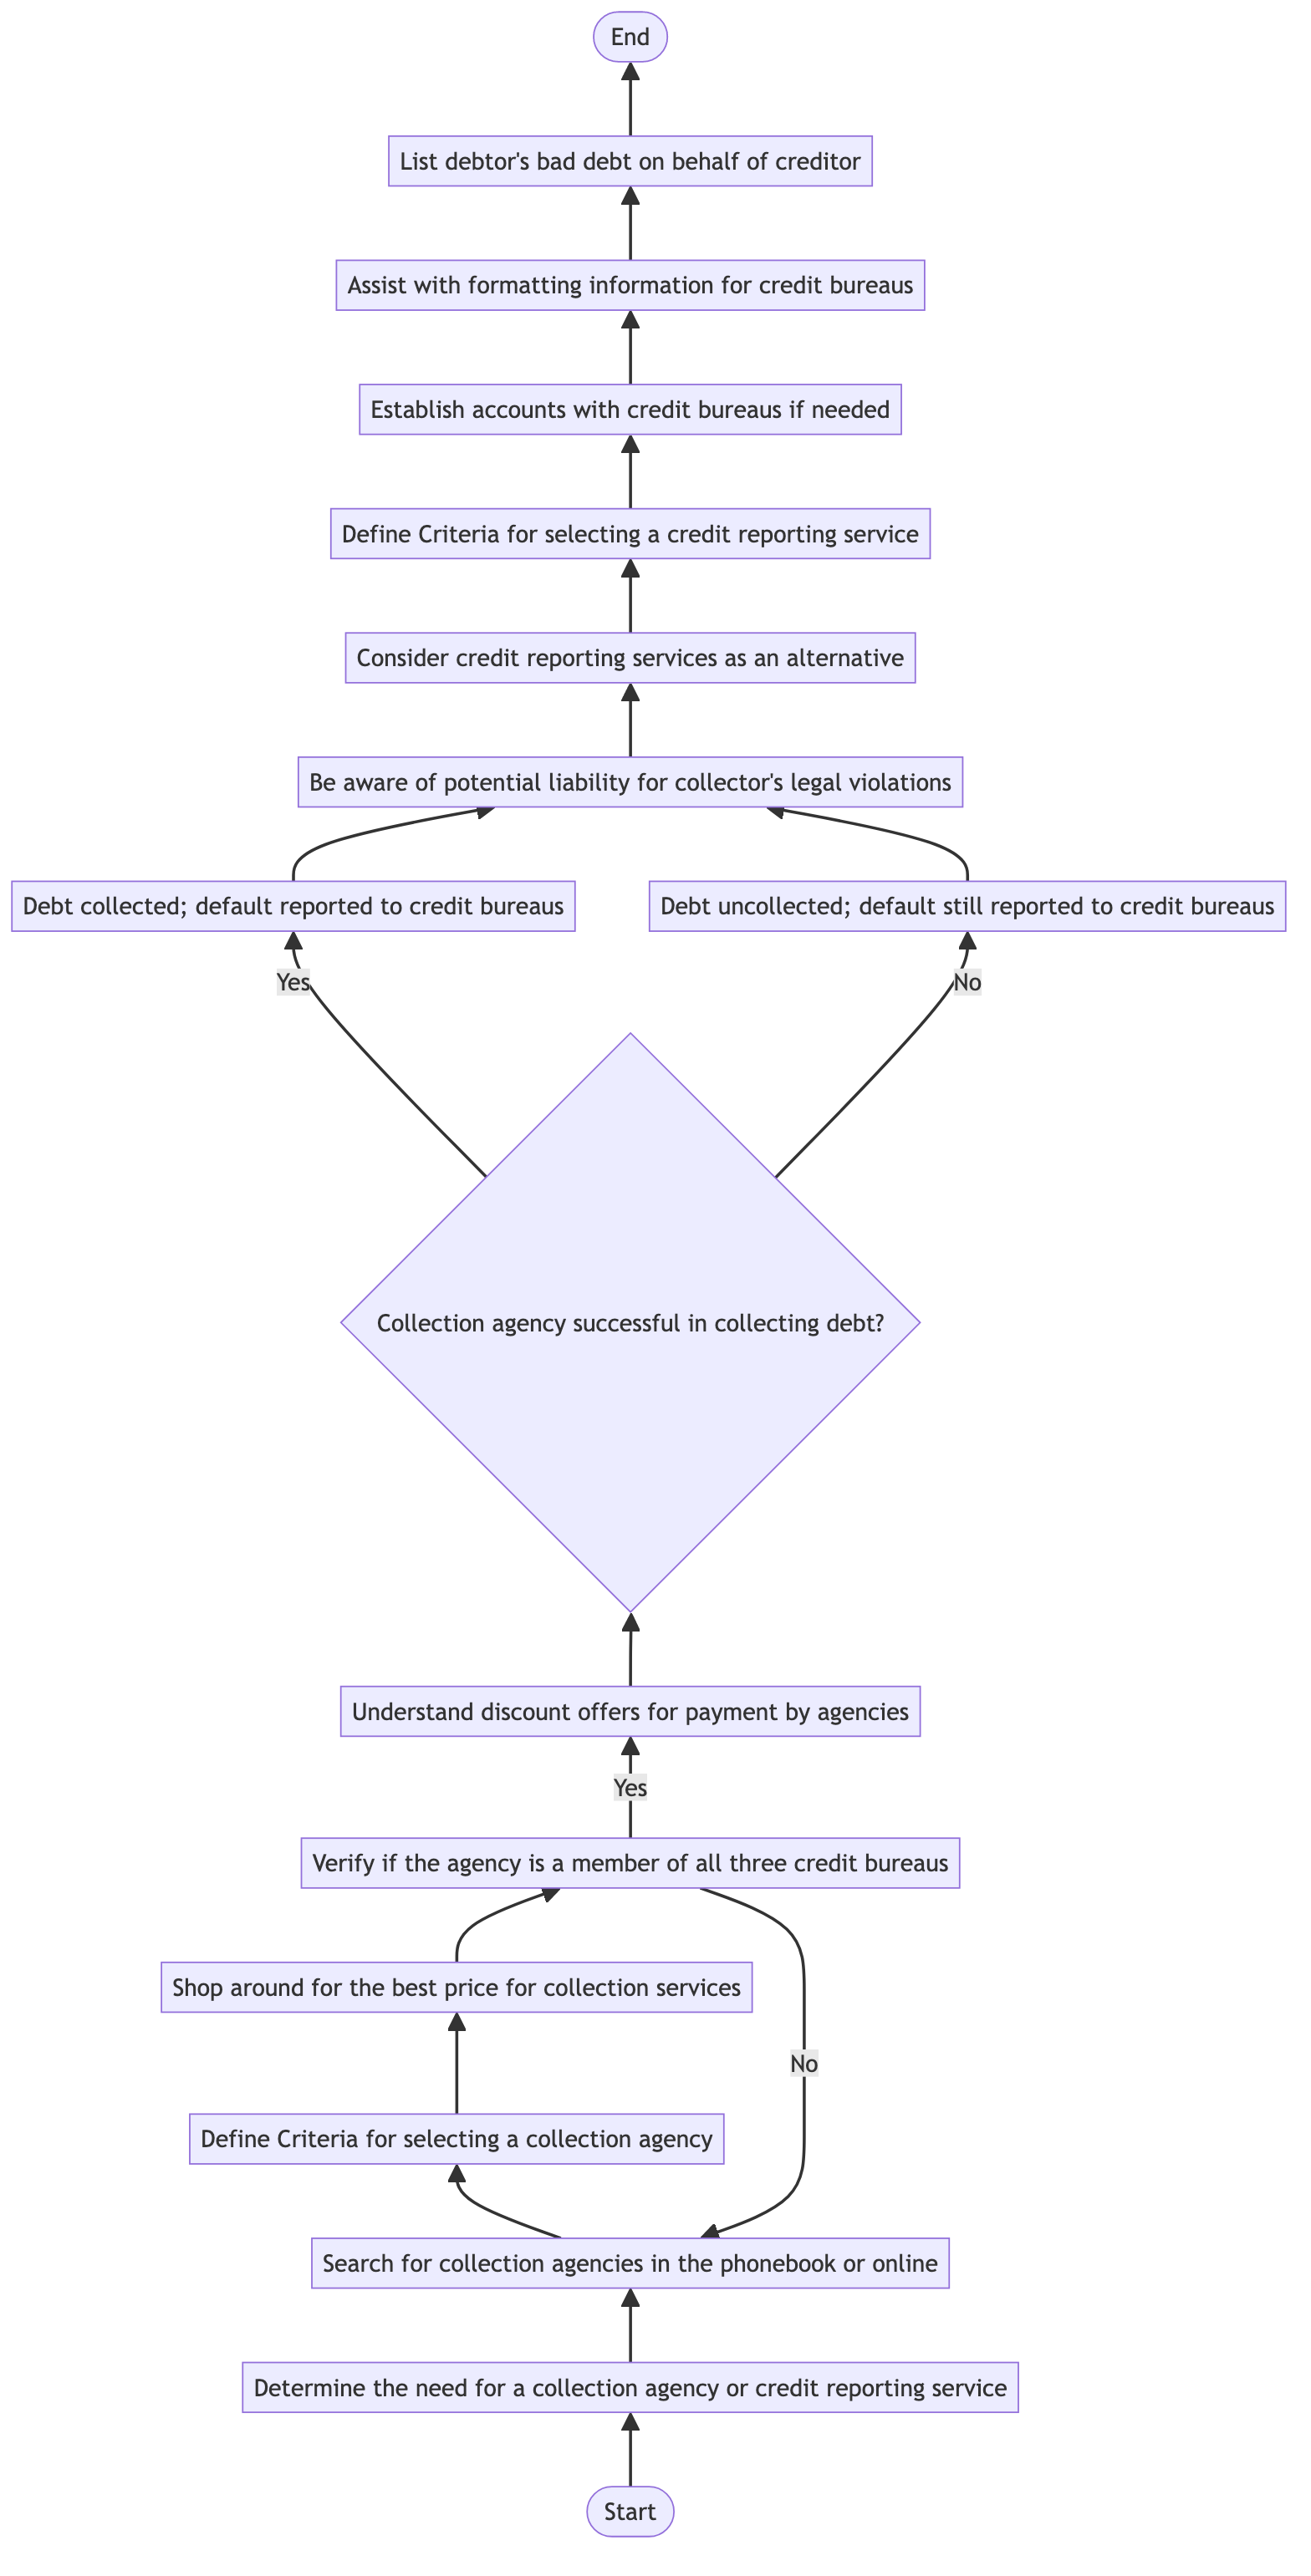 End
List debtor's bad debt on behalf of creditor
Assist with formatting information for credit bureaus
Establish accounts with credit bureaus if needed
Define Criteria for selecting a credit reporting service
Consider credit reporting services as an alternative
Be aware of potential liability for collector's legal violations
Debt collected; default reported to credit bureaus
Debt uncollected; default still reported to credit bureaus
Yes
No
Collection agency successful in collecting debt?
Understand discount offers for payment by agencies
Yes
Verify if the agency is a member of all three credit bureaus
Shop around for the best price for collection services
No
Define Criteria for selecting a collection agency
Search for collection agencies in the phonebook or online
Determine the need for a collection agency or credit reporting service
Start